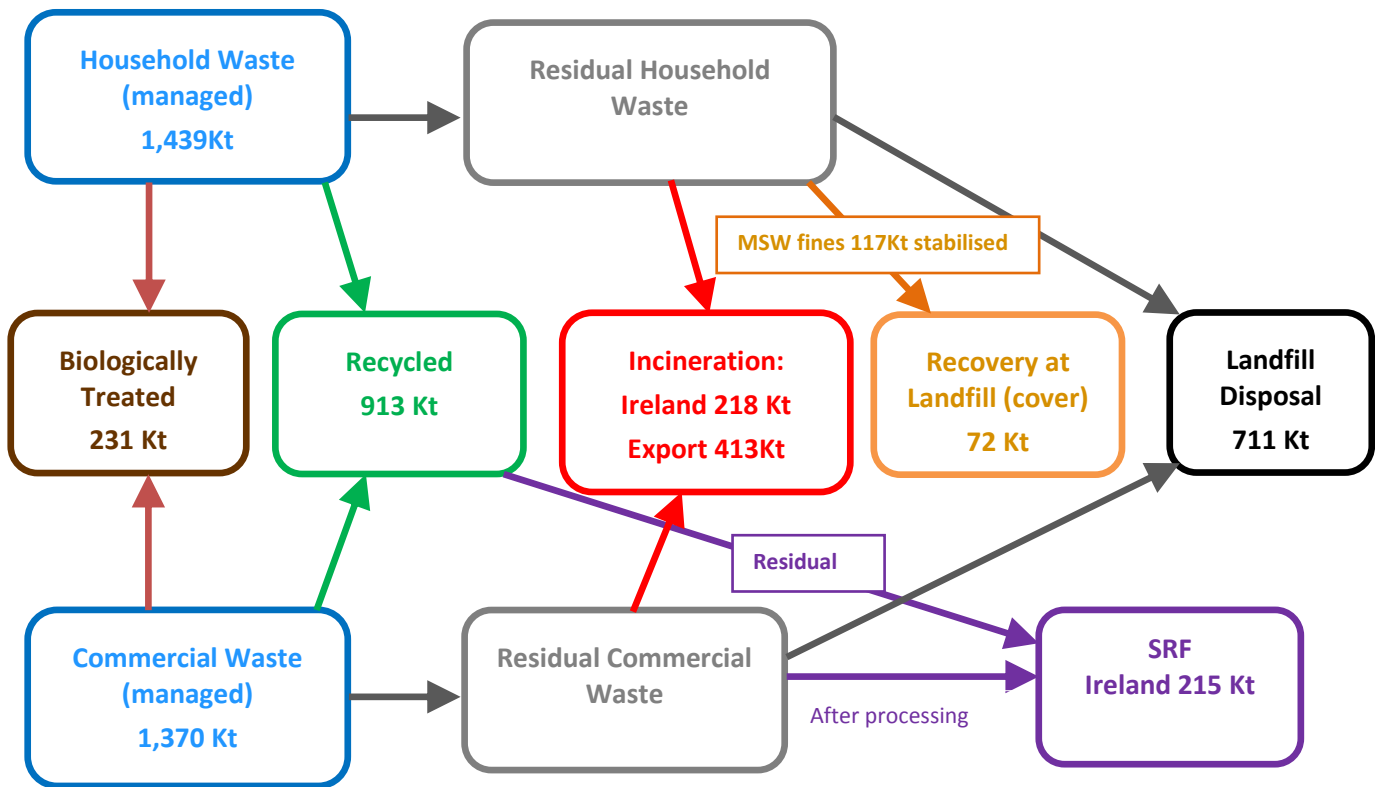 Household Waste
(managed)
1,439Kt
Residual Household
Waste
MSW fines 117Kt stabilised
Biologically
Treated
231 Kt
Recycled
913 Kt
Incineration:
Ireland 218 Kt
Export 413Kt
Recovery at
Landfill (cover)
72 Kt
Landfill
Disposal
711 Kt
Residual
Commercial Waste
(managed)
1,370 Kt
Residual Commercial
Waste
After processing
SRF
Ireland 215 Kt